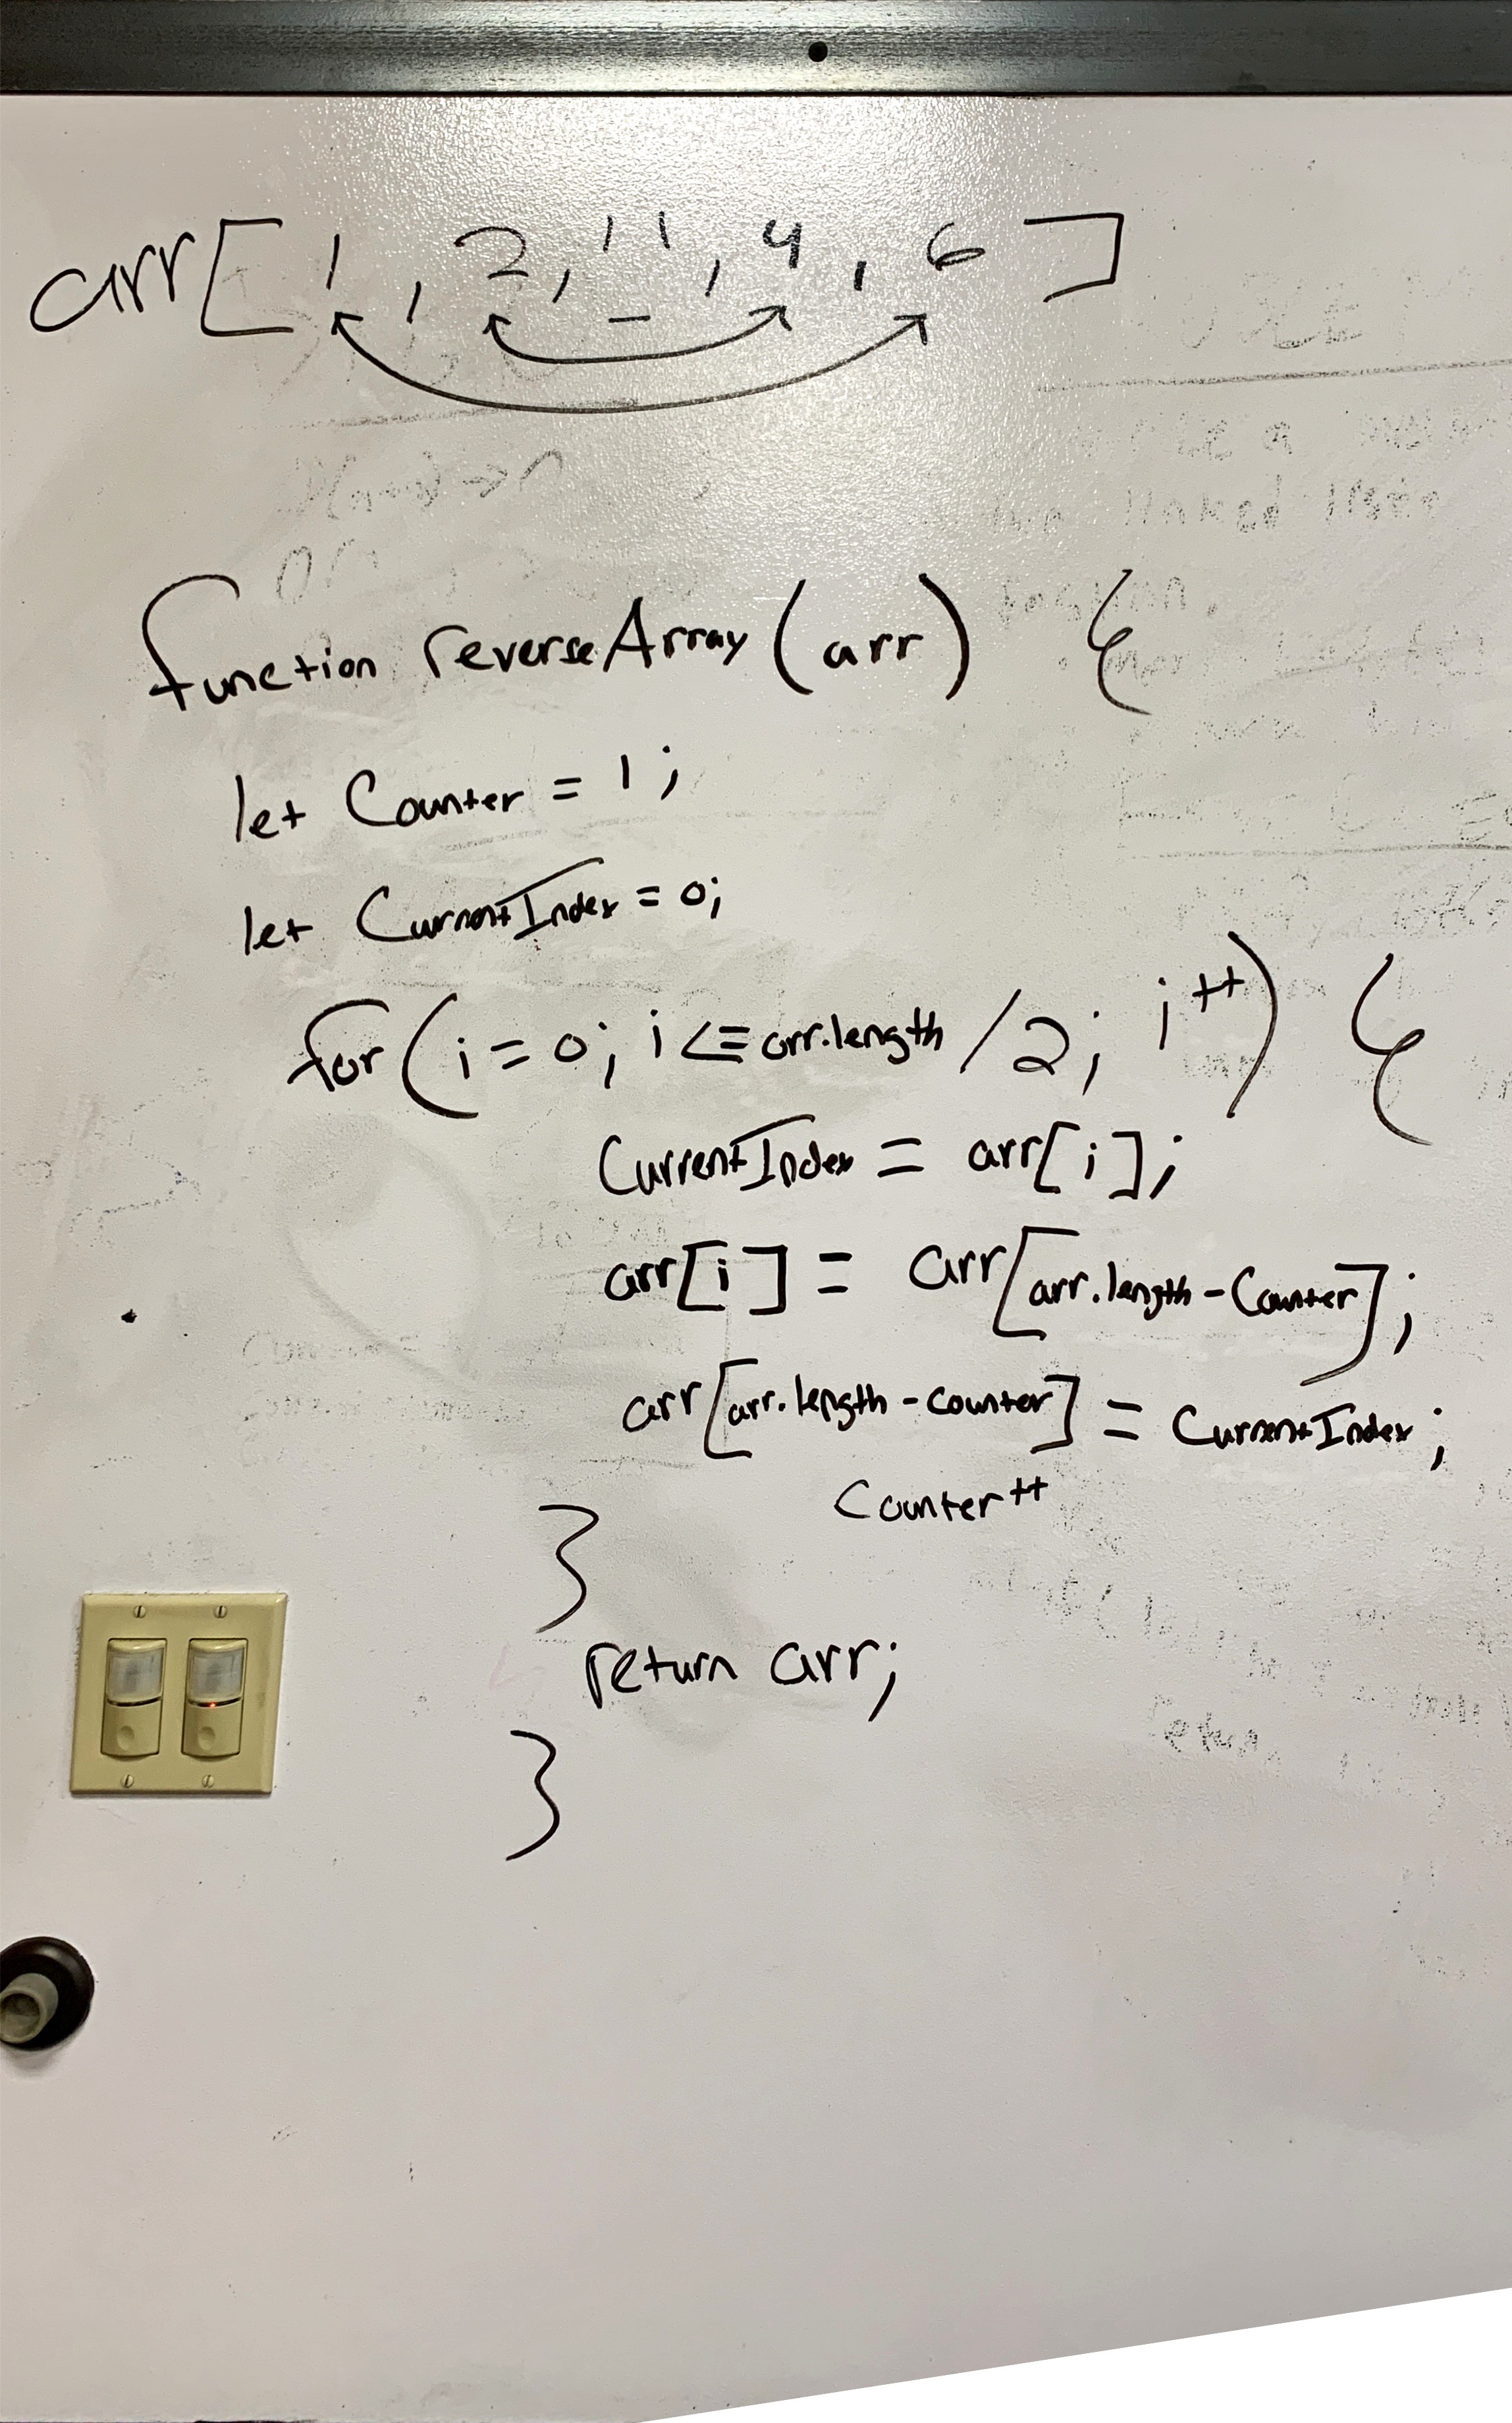 arr[ 1 , 2 , 11 , 4 , 6 ]
function reverseArray (arr) {
let Counter = 1;
let CurrentIndex = 0;
for (i = 0; i <= arr.length / 2; i++) {
CurrentIndex = arr[i];
arr[i] = arr[arr.length - Counter];
arr[arr.length - counter] = CurrentIndex;
Counter++
}
return arr;
}